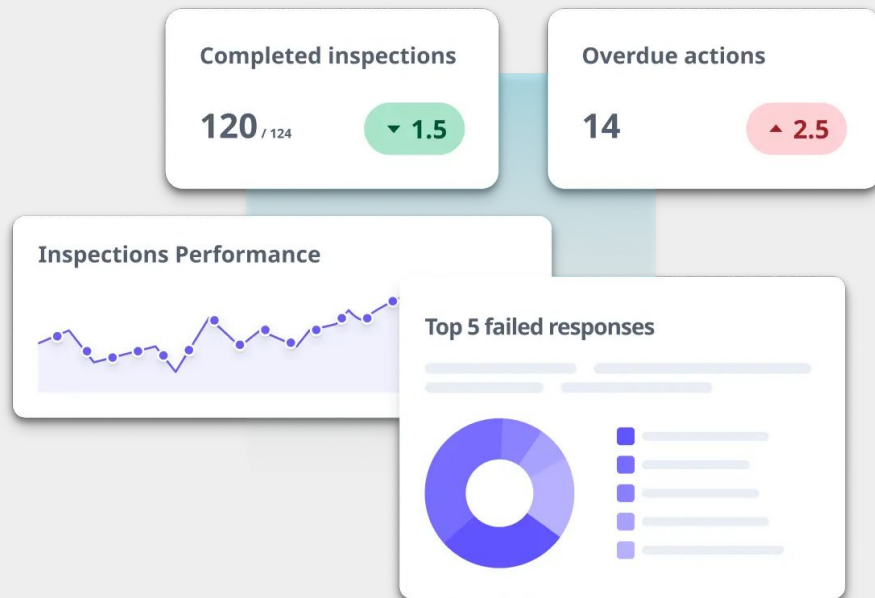 Completed inspections
120 / 124
1.5
Overdue actions
14
2.5
Inspections Performance
Top 5 failed responses